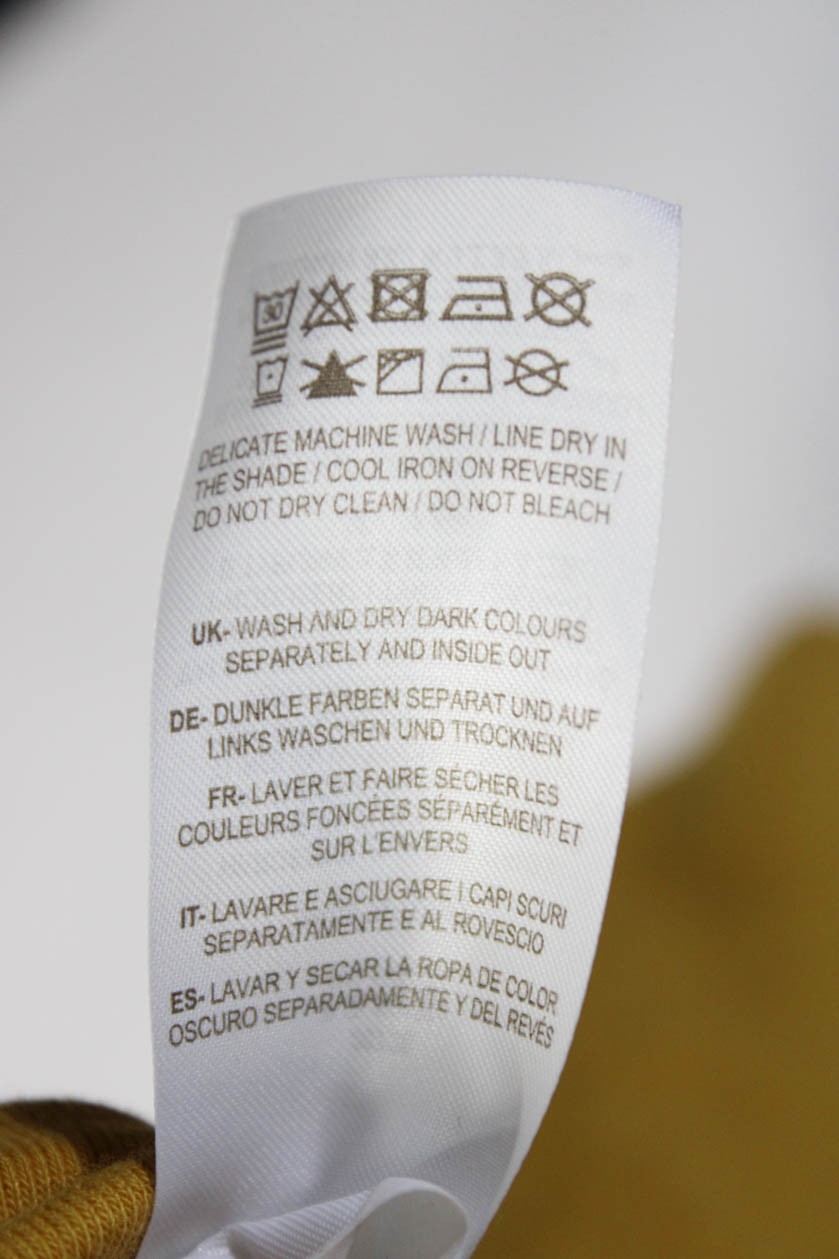 30
DELICATE MACHINE WASH / LINE DRY IN
THE SHADE / COOL IRON ON REVERSE /
DO NOT DRY CLEAN / DO NOT BLEACH
UK- WASH AND DRY DARK COLOURS
SEPARATELY AND INSIDE OUT
DE- DUNKLE FARBEN SEPARAT UND AUF
LINKS WASCHEN UND TROCKNEN
FR- LAVER ET FAIRE SÉCHER LES
COULEURS FONCÉES SÉPARÉMENT ET
SUR L'ENVERS
IT- LAVARE E ASCIUGARE I CAPI SCURI
SEPARATAMENTE E AL ROVESCIO
ES- LAVAR Y SECAR LA ROPA DE COLOR
OSCURO SEPARADAMENTE Y DEL REVÉS